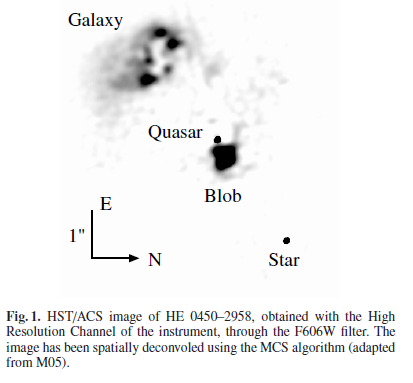 Galaxy
Quasar
Blob
E
1"
N
Star
Fig. 1. HST/ACS image of HE 0450–2958, obtained with the High
Resolution Channel of the instrument, through the F606W filter. The
image has been spatially deconvoled using the MCS algorithm (adapted
from M05).